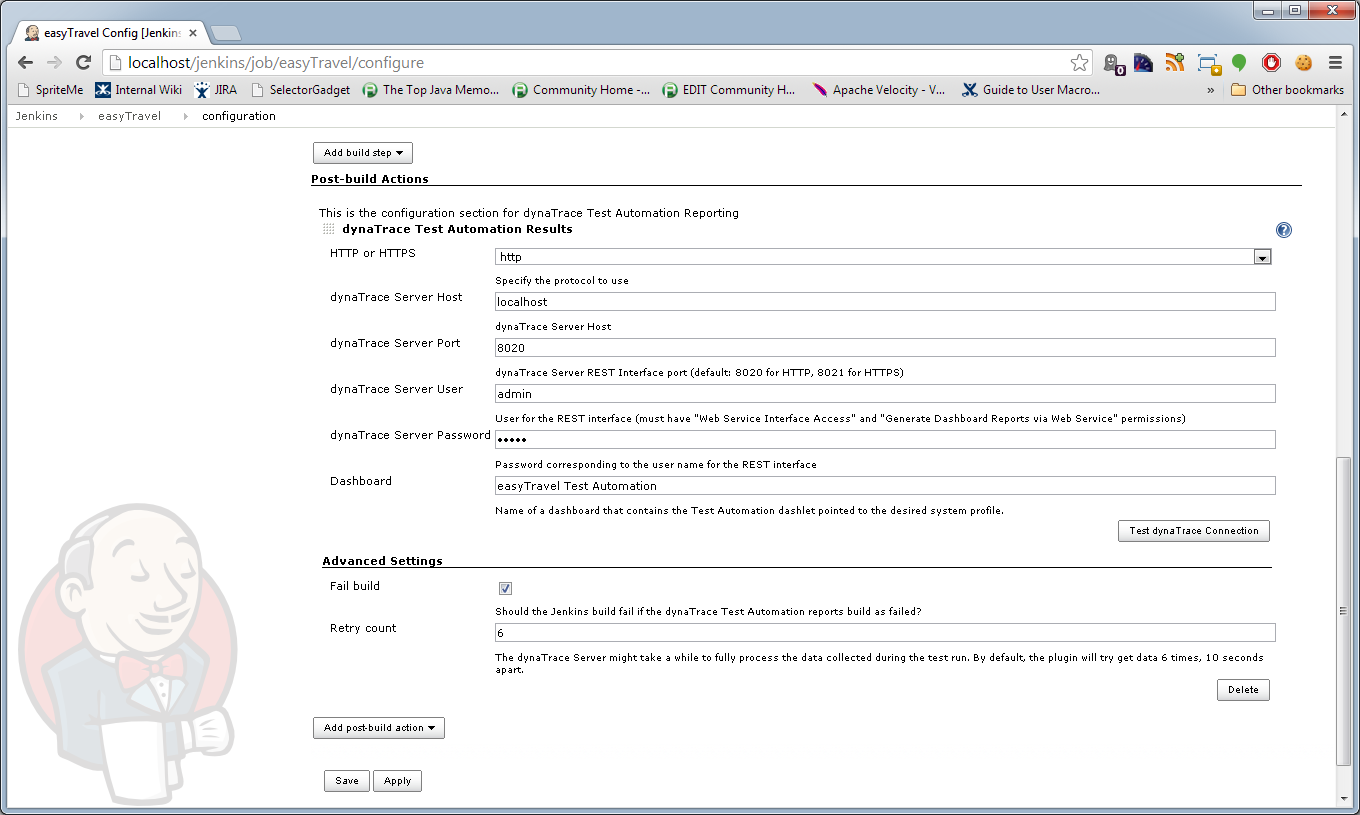 easyTravel Config [Jenkins
localhost/jenkins/job/easyTravel/configure
0
SpriteMe Internal Wiki JIRA SelectorGadget The Top Java Memo... Community Home -... EDIT Community H... Apache Velocity - V... Guide to User Macro... » Other bookmarks
Jenkins easyTravel configuration
Add build step
Post-build Actions
This is the configuration section for dynaTrace Test Automation Reporting
dynaTrace Test Automation Results
?
HTTP or HTTPS
http
Specify the protocol to use
dynaTrace Server Host
localhost
dynaTrace Server Host
dynaTrace Server Port
8020
dynaTrace Server REST Interface port (default: 8020 for HTTP, 8021 for HTTPS)
dynaTrace Server User
admin
User for the REST interface (must have "Web Service Interface Access" and "Generate Dashboard Reports via Web Service" permissions)
dynaTrace Server Password
•••••
Password corresponding to the user name for the REST interface
Dashboard
easyTravel Test Automation
Name of a dashboard that contains the Test Automation dashlet pointed to the desired system profile.
Test dynaTrace Connection
Advanced Settings
Fail build
Should the Jenkins build fail if the dynaTrace Test Automation reports build as failed?
Retry count
6
The dynaTrace Server might take a while to fully process the data collected during the test run. By default, the plugin will try get data 6 times, 10 seconds
apart.
Delete
Add post-build action
Save Apply